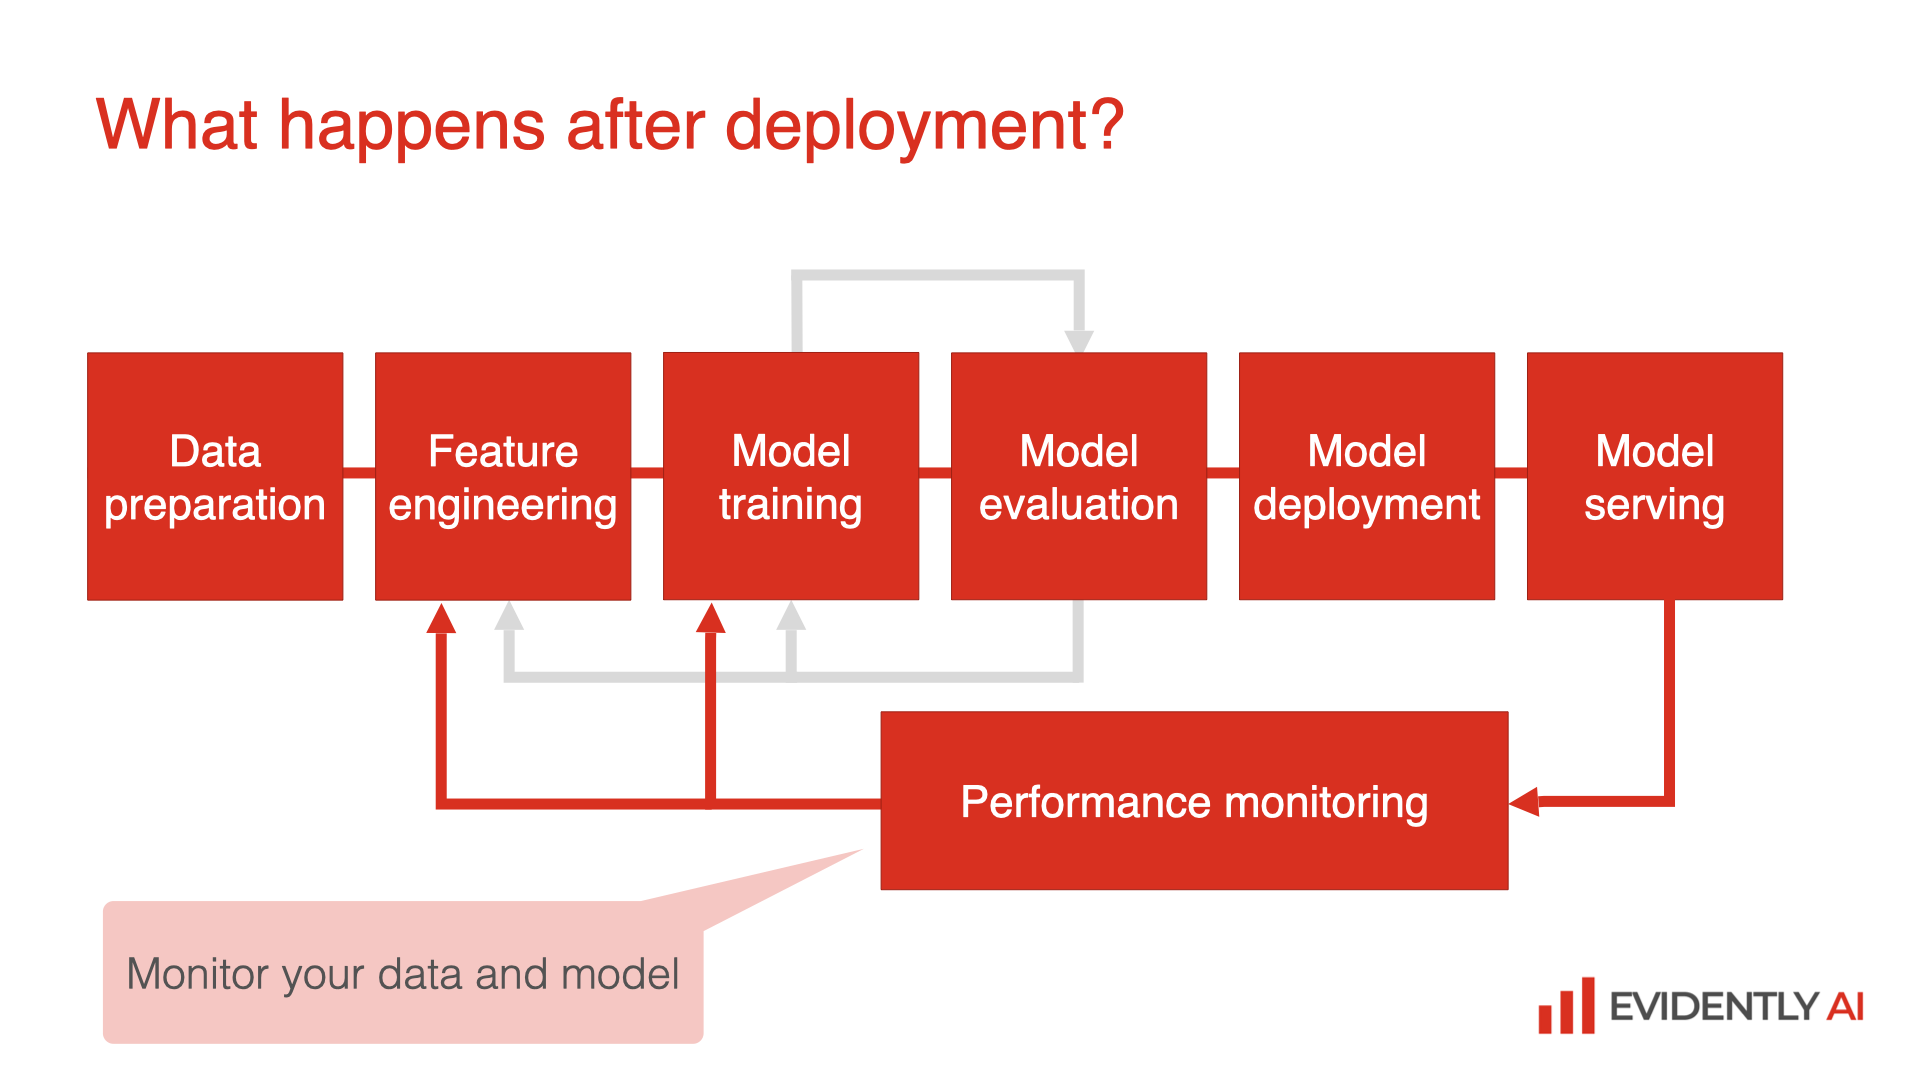 What happens after deployment?
Data
preparation
Feature
engineering
Model
training
Model
evaluation
Model
deployment
Model
serving
Performance monitoring
Monitor your data and model
EVIDENTLY AI